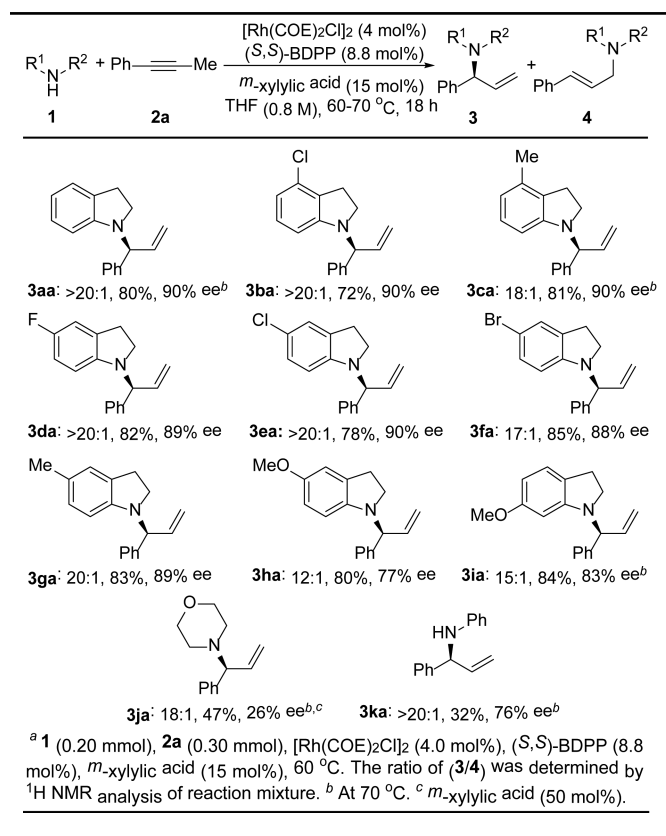 [Rh(COE)2Cl]2 (4 mol%)
(S,S)-BDPP (8.8 mol%)
R1 N H R2 + Ph Me
m-xylylic acid (15 mol%)
THF (0.8 M), 60-70 oC, 18 h
R1 N R2 Ph + R1 N R2 Ph
1 2a 3 4
N Ph
Cl N Ph
Me N Ph
3aa: >20:1, 80%, 90% eeb
3ba: >20:1, 72%, 90% ee
3ca: 18:1, 81%, 90% eeb
F N Ph
Cl N Ph
Br N Ph
3da: >20:1, 82%, 89% ee
3ea: >20:1, 78%, 90% ee
3fa: 17:1, 85%, 88% ee
Me N Ph
MeO N Ph
MeO N Ph
3ga: 20:1, 83%, 89% ee
3ha: 12:1, 80%, 77% ee
3ia: 15:1, 84%, 83% eeb
O N Ph
HN Ph Ph
3ja: 18:1, 47%, 26% eeb,c
3ka: >20:1, 32%, 76% eeb
a 1 (0.20 mmol), 2a (0.30 mmol), [Rh(COE)2Cl]2 (4.0 mol%), (S,S)-BDPP (8.8
mol%), m-xylylic acid (15 mol%), 60 oC. The ratio of (3/4) was determined by
1H NMR analysis of reaction mixture. b At 70 oC. c m-xylylic acid (50 mol%).